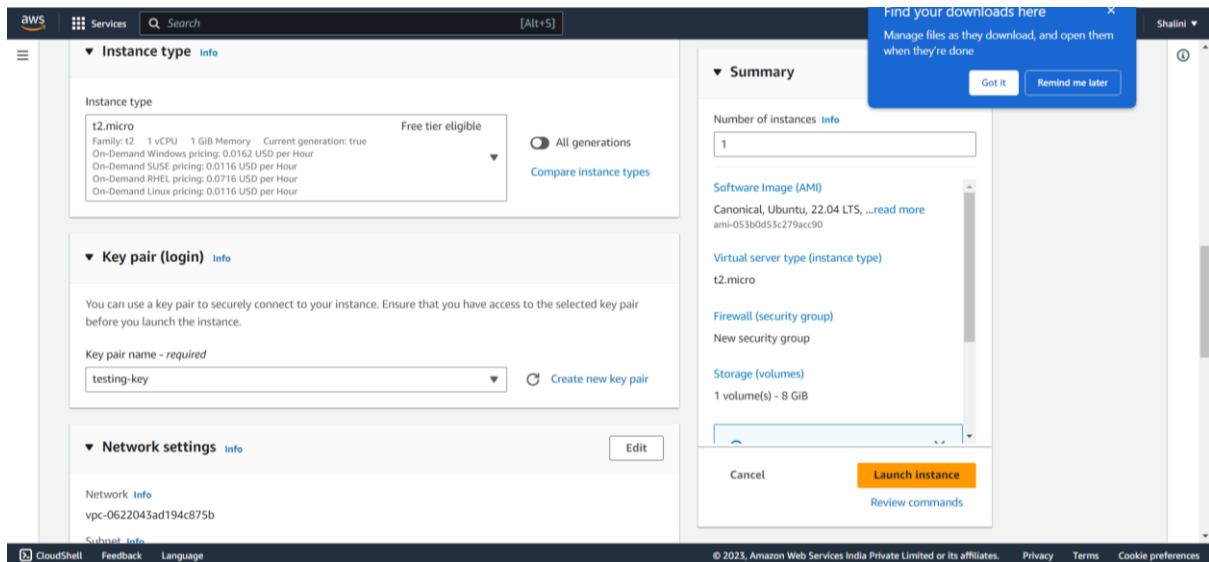 aws
Services
Search
[Alt+S]
Shalini
Find your downloads here
Manage files as they download, and open them
when they're done
Got it
Remind me later
Instance type Info
Instance type
t2.micro
Free tier eligible
Family: t2 1 vCPU 1 GiB Memory Current generation: true
On-Demand Windows pricing: 0.0162 USD per Hour
On-Demand SUSE pricing: 0.0116 USD per Hour
On-Demand RHEL pricing: 0.0716 USD per Hour
On-Demand Linux pricing: 0.0116 USD per Hour
All generations
Compare instance types
Key pair (login) Info
You can use a key pair to securely connect to your instance. Ensure that you have access to the selected key pair
before you launch the instance.
Key pair name - required
testing-key
Create new key pair
Network settings Info
Edit
Network Info
vpc-0622043ad194c875b
Subnet Info
Summary
Number of instances Info
1
Software Image (AMI)
Canonical, Ubuntu, 22.04 LTS, ...read more
ami-053b0d53c279acc90
Virtual server type (instance type)
t2.micro
Firewall (security group)
New security group
Storage (volumes)
1 volume(s) - 8 GiB
Cancel
Launch instance
Review commands
CloudShell
Feedback
Language
© 2023, Amazon Web Services India Private Limited or its affiliates.
Privacy
Terms
Cookie preferences